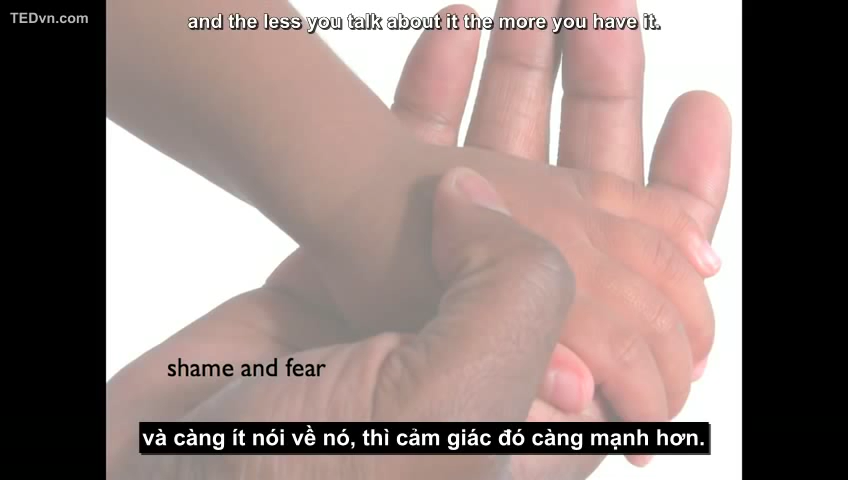 TEDvn.com
and the less you talk about it the more you have it.
shame and fear
và càng ít nói về nó, thì cảm giác đó càng mạnh hơn.